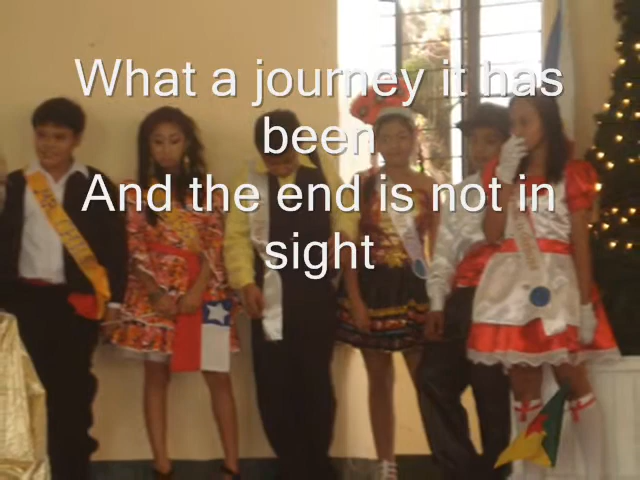 What a journey it has
been
And the end is not in
sight